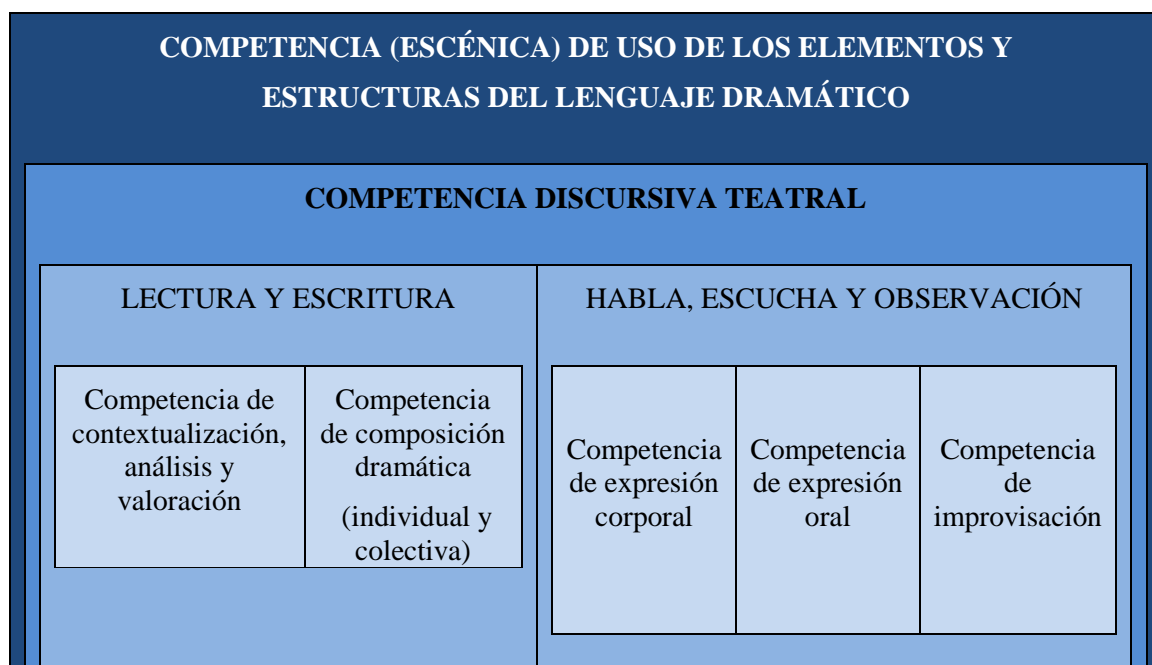 COMPETENCIA (ESCÉNICA) DE USO DE LOS ELEMENTOS Y
ESTRUCTURAS DEL LENGUAJE DRAMÁTICO
COMPETENCIA DISCURSIVA TEATRAL
LECTURA Y ESCRITURA
Competencia de
contextualización,
análisis y
valoración
Competencia
de composición
dramática
(individual y
colectiva)
HABLA, ESCUCHA Y OBSERVACIÓN
Competencia
de expresión
corporal
Competencia
de expresión
oral
Competencia
de
improvisación